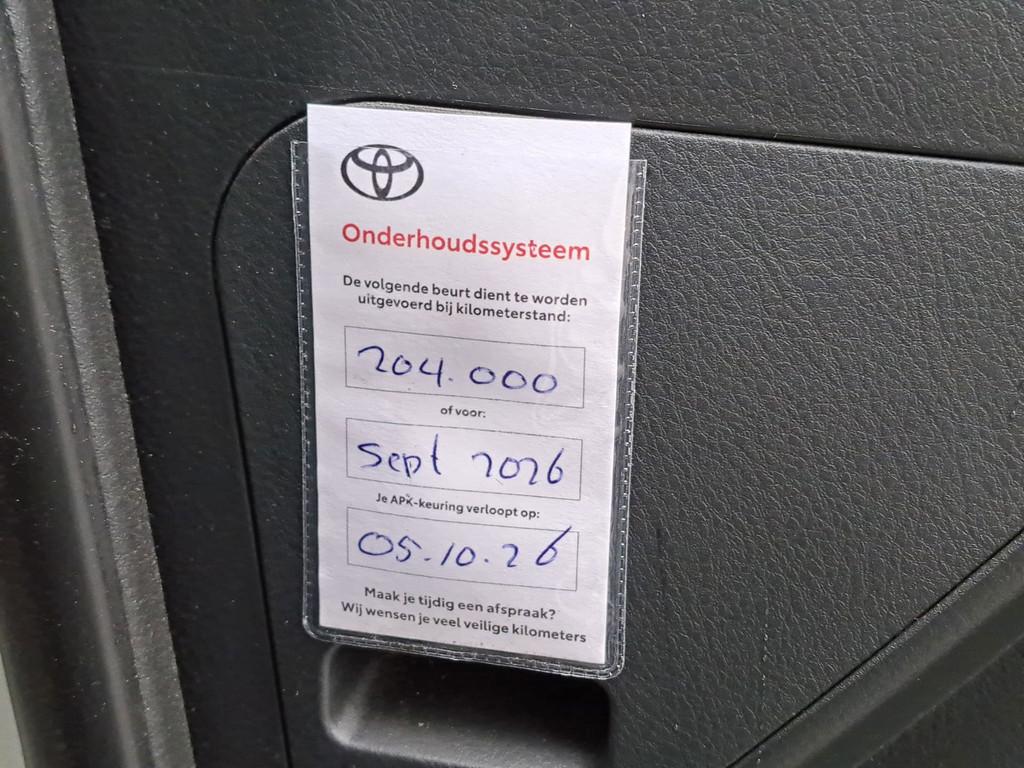 Onderhoudssysteem
De volgende beurt dient te worden
uitgevoerd bij kilometerstand:
204.000
of voor:
Sept 2026
Je APK-keuring verloopt op:
05.10.26
Maak je tijdig een afspraak?
Wij wensen je veel veilige kilometers